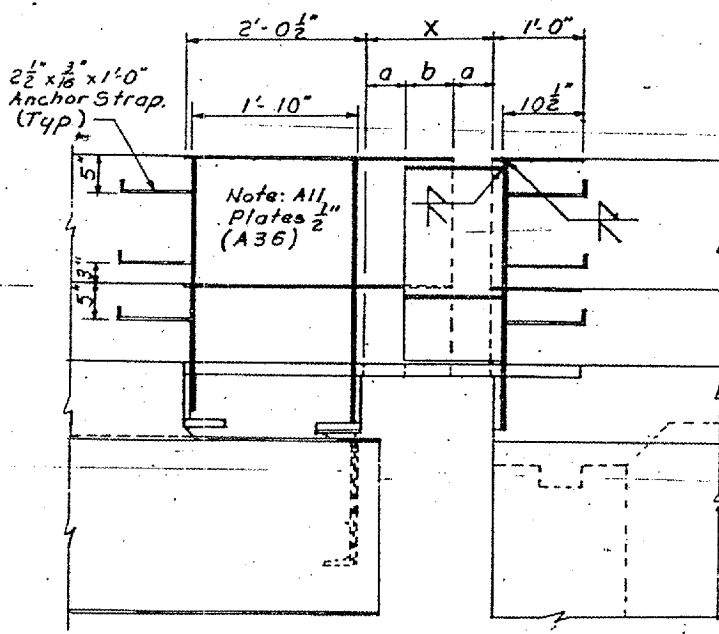 2'-0 1/2"
X
1'-0"
a
b
a
2 1/2" x 3/16" x 1'-0"
Anchor Strap.
(Typ.)
1'-10"
10 1/2"
5"
Note: All
Plates 1/2"
(A36)
3"
5"